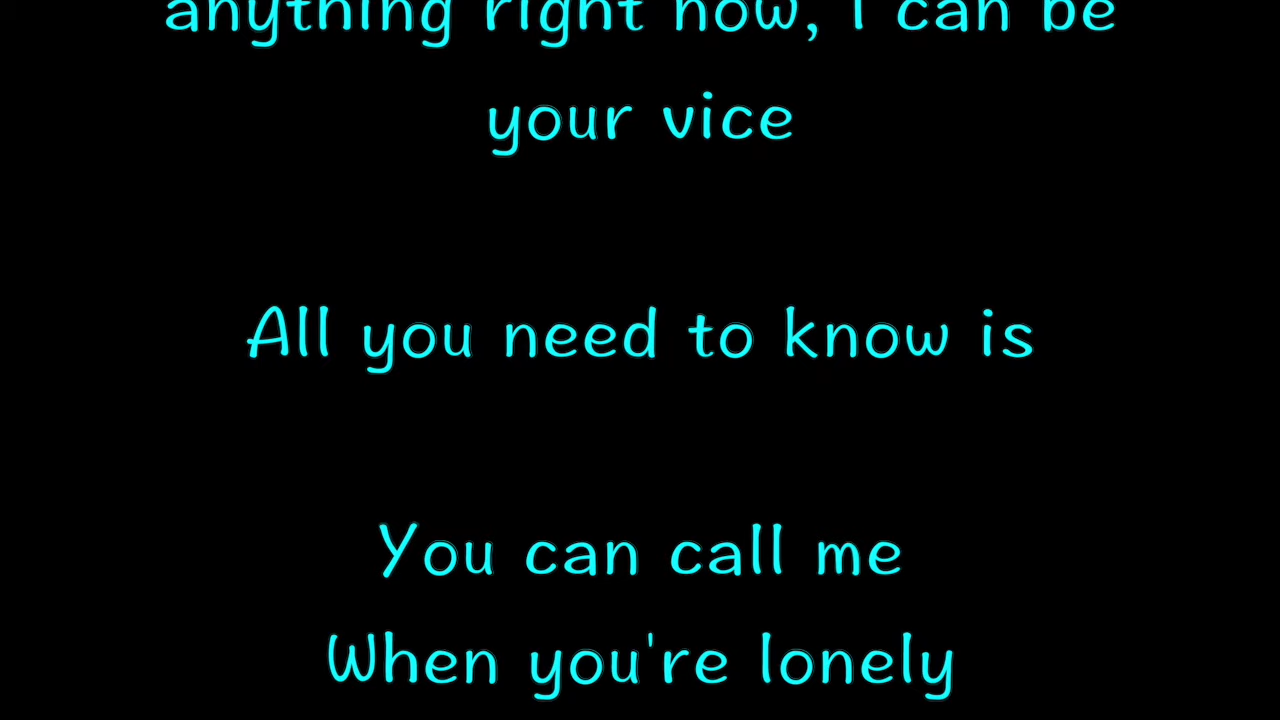 anything right now, I can be
your vice
All you need to know is
You can call me
When you're lonely